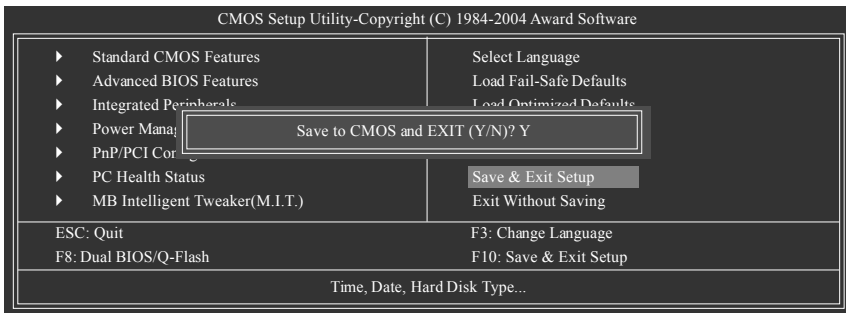 CMOS Setup Utility-Copyright (C) 1984-2004 Award Software
Standard CMOS Features
Advanced BIOS Features
Integrated Peripherals
Power
PnP/PCI
PC Health Status
MB Intelligent Tweaker(M.I.T.)
Select Language
Load Fail-Safe Defaults
Load Optimized Defaults
Save & Exit Setup
Exit Without Saving
Save to CMOS and EXIT (Y/N)? Y
ESC: Quit
F8: Dual BIOS/Q-Flash
F3: Change Language
F10: Save & Exit Setup
Time, Date, Hard Disk Type...